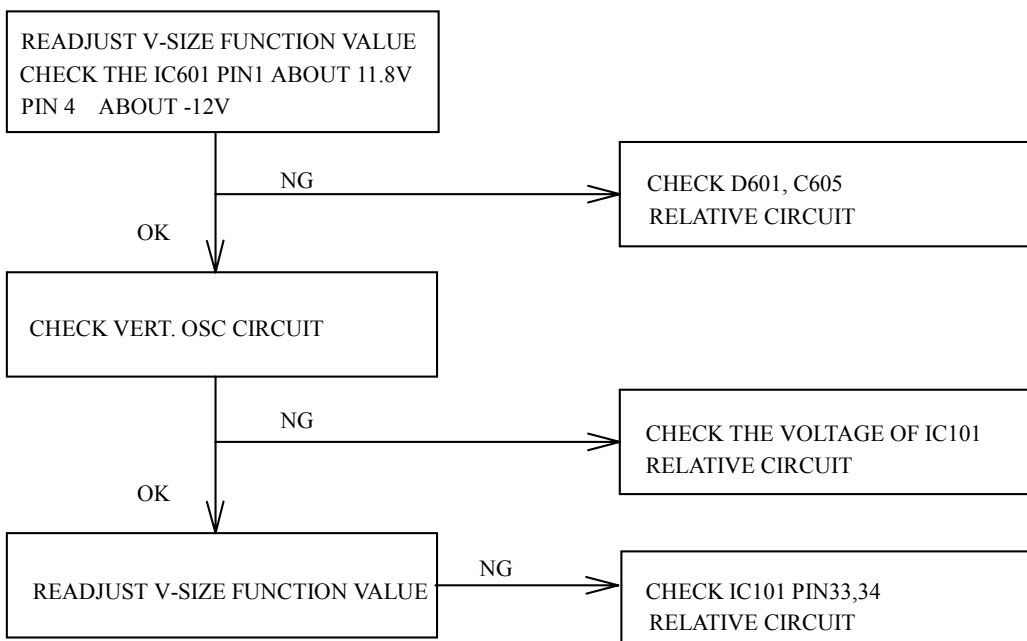 READJUST V-SIZE FUNCTION VALUE
CHECK THE IC601 PIN1 ABOUT 11.8V
PIN 4 ABOUT -12V
NG
CHECK D601, C605
RELATIVE CIRCUIT
OK
CHECK VERT. OSC CIRCUIT
NG
CHECK THE VOLTAGE OF IC101
RELATIVE CIRCUIT
OK
READJUST V-SIZE FUNCTION VALUE
NG
CHECK IC101 PIN33,34
RELATIVE CIRCUIT